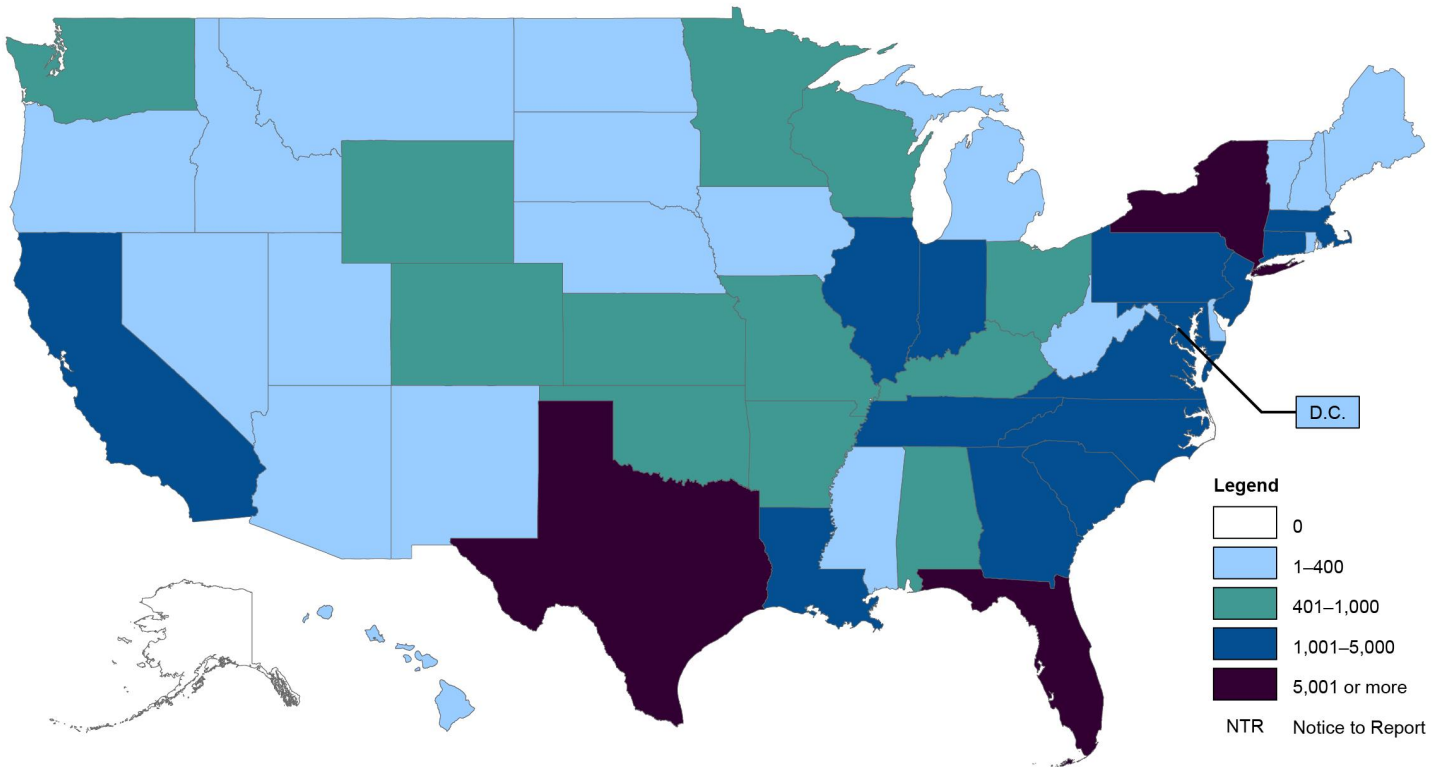 D.C.
Legend
0
1–400
401–1,000
1,001–5,000
5,001 or more
NTR Notice to Report